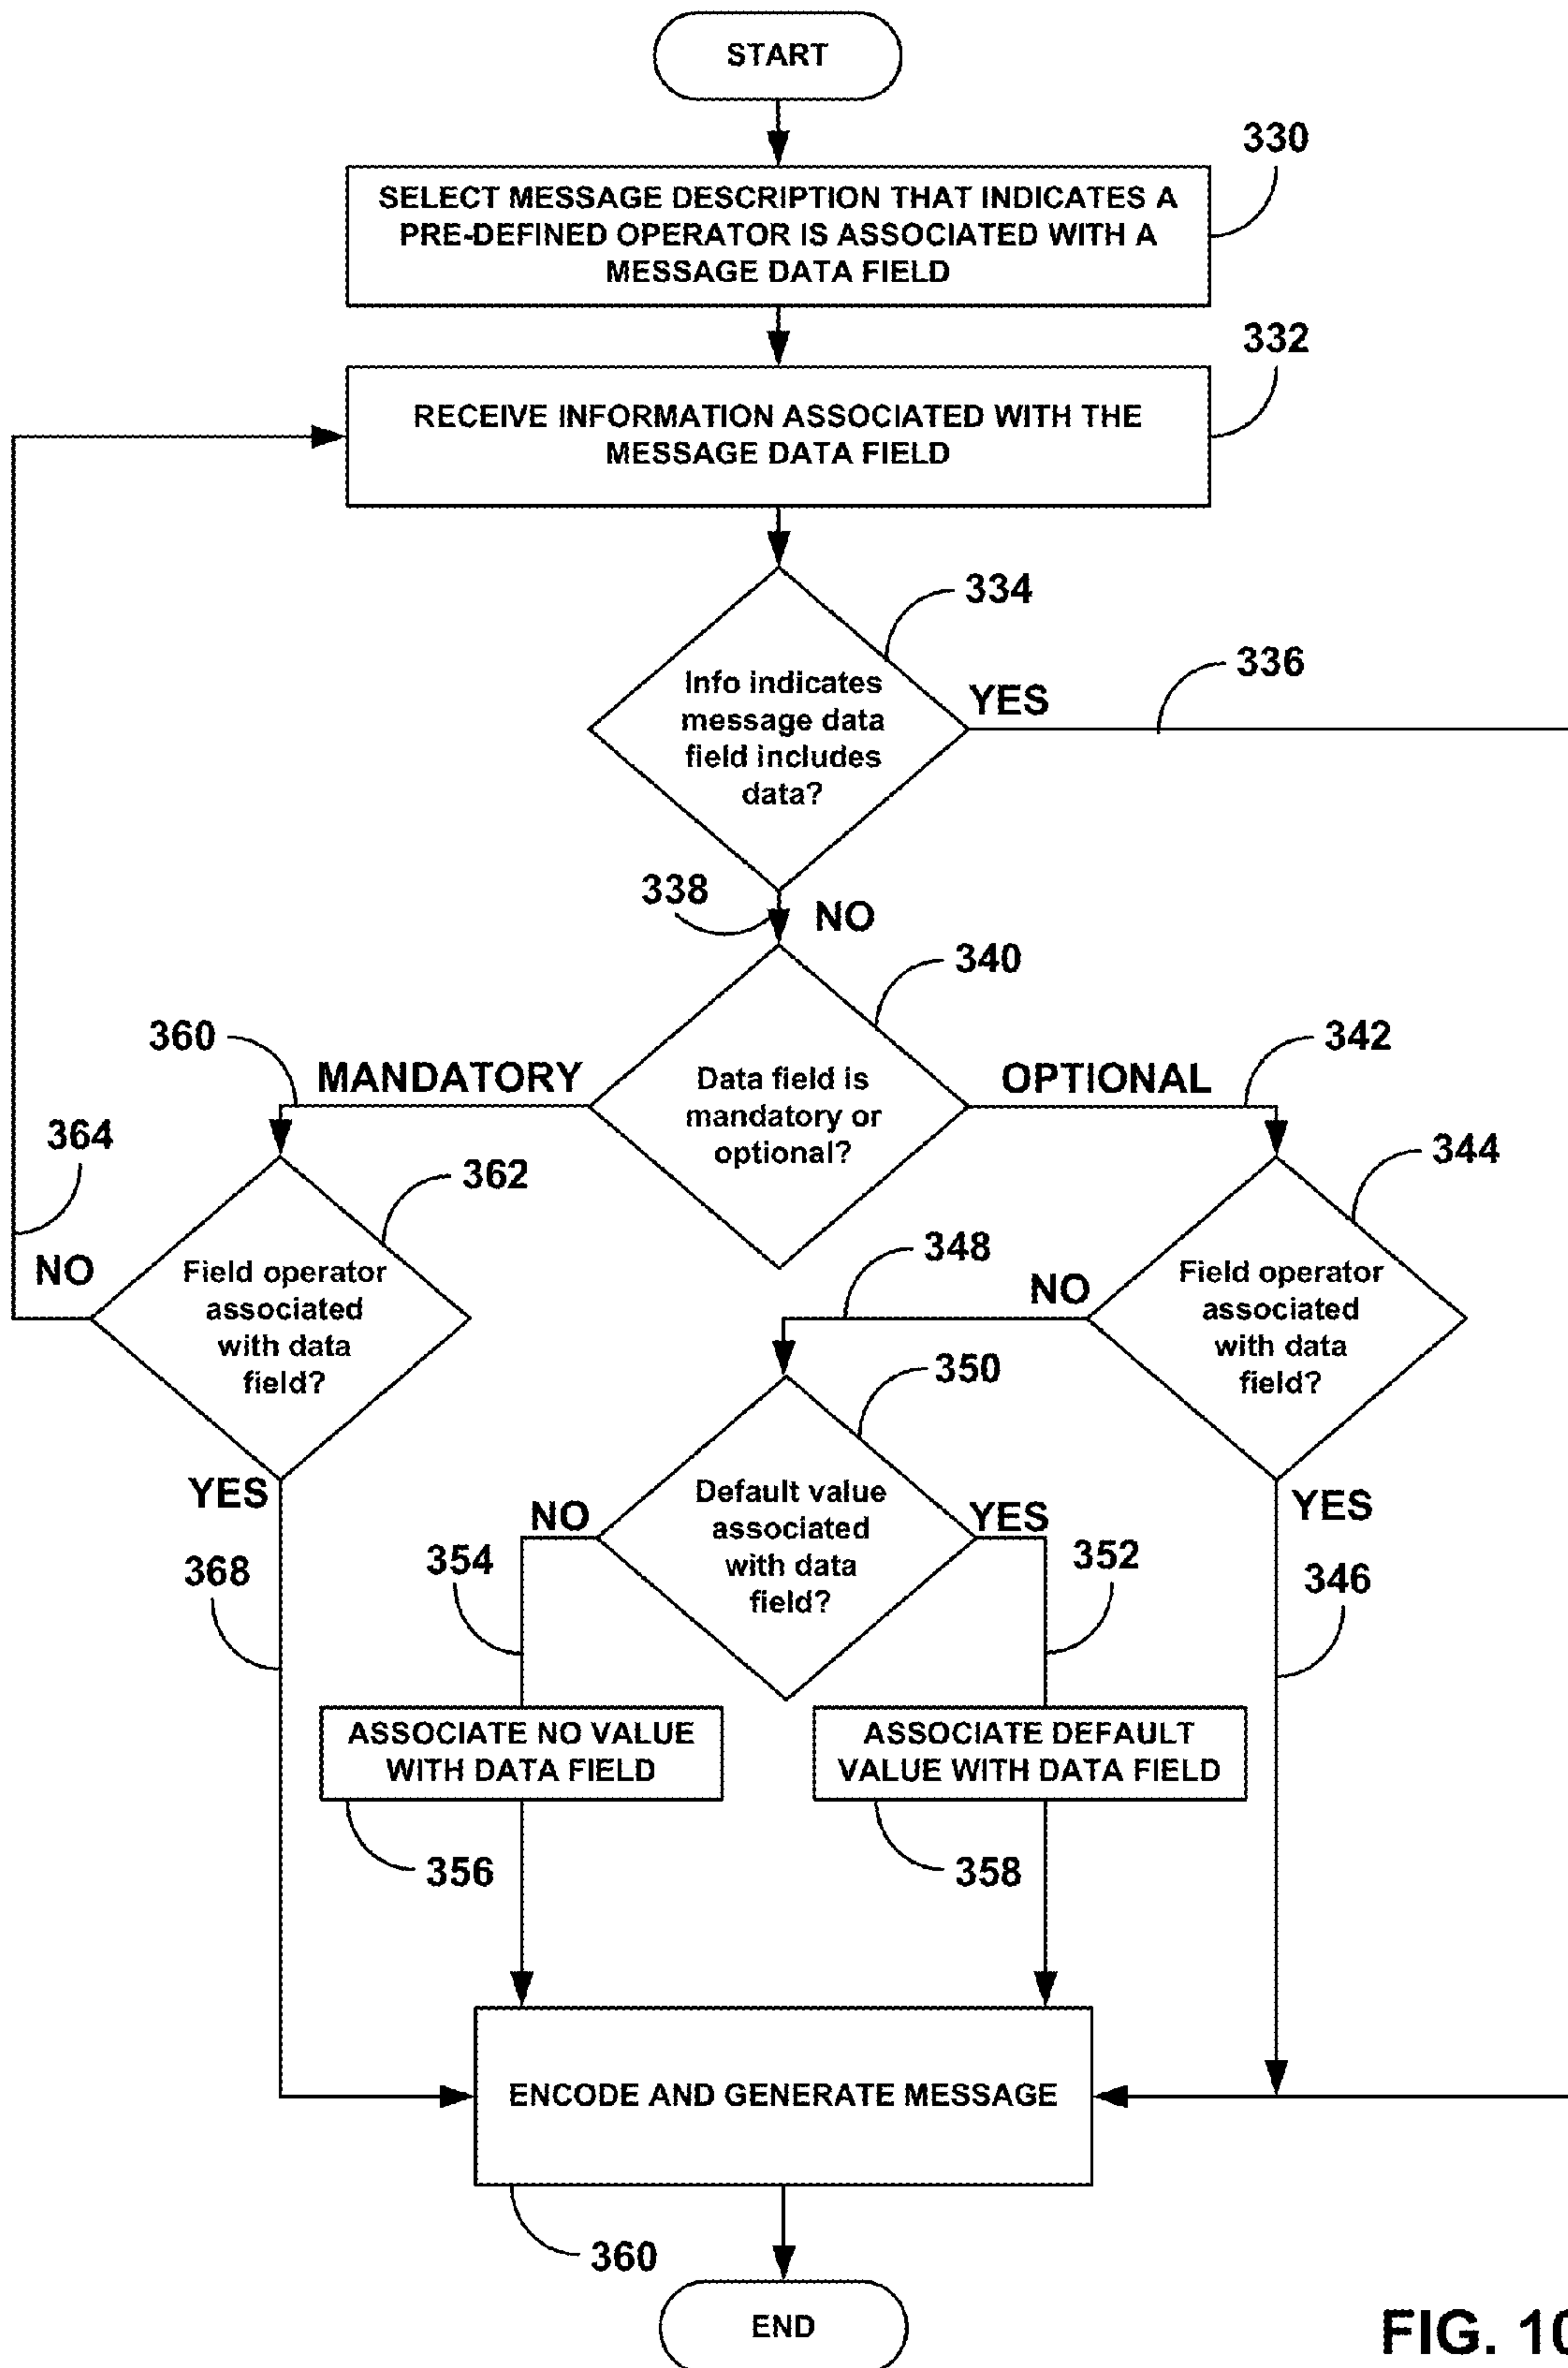 START
330
SELECT MESSAGE DESCRIPTION THAT INDICATES A
PRE-DEFINED OPERATOR IS ASSOCIATED WITH A
MESSAGE DATA FIELD
332
RECEIVE INFORMATION ASSOCIATED WITH THE
MESSAGE DATA FIELD
334
336
Info indicates
message data
field includes
data?
YES
338
NO
340
360
342
MANDATORY
Data field is
mandatory or
optional?
OPTIONAL
364
362
344
NO
Field operator
associated
with data
field?
348
NO
Field operator
associated
with data
field?
350
YES
NO
Default value
associated
with data
field?
YES
YES
368
354
352
346
ASSOCIATE NO VALUE
WITH DATA FIELD
ASSOCIATE DEFAULT
VALUE WITH DATA FIELD
356
358
ENCODE AND GENERATE MESSAGE
360
END
FIG. 10